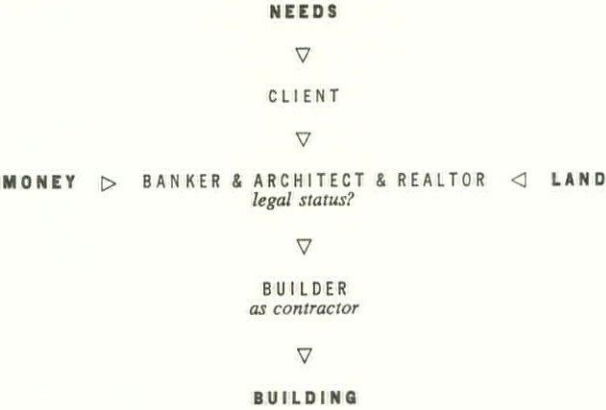 NEEDS
CLIENT
MONEY BANKER & ARCHITECT & REALTOR LAND
legal status?
BUILDER
as contractor
BUILDING